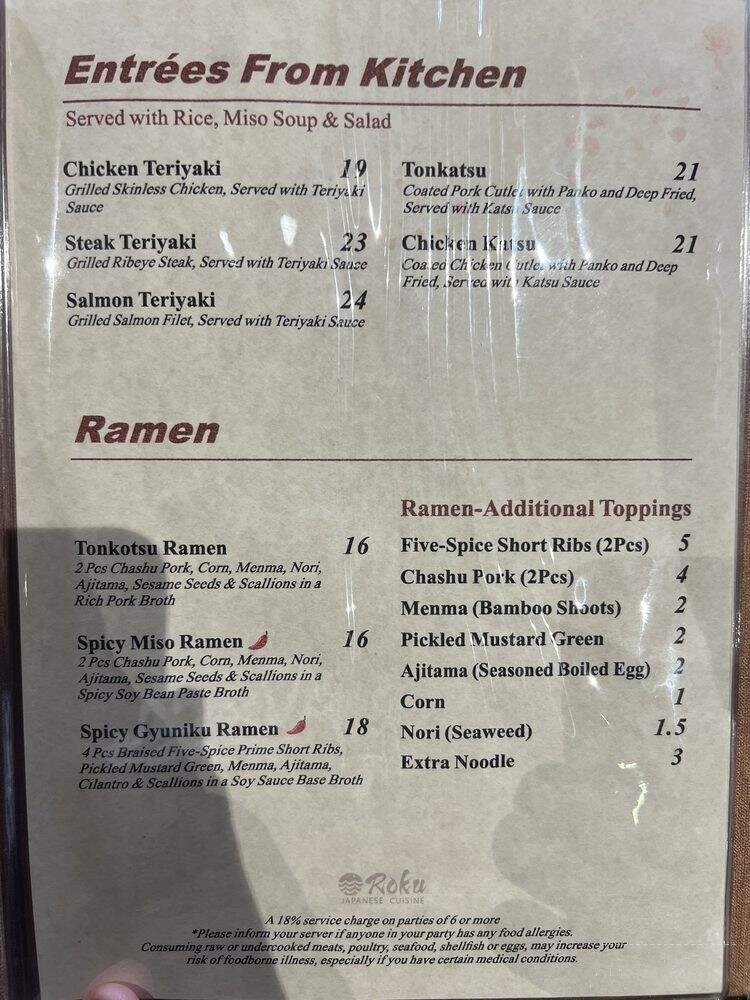 Entrées From Kitchen
Served with Rice, Miso Soup & Salad
Chicken Teriyaki 19
Grilled Skinless Chicken, Served with Teriyaki
Sauce
Steak Teriyaki 23
Grilled Ribeye Steak, Served with Teriyaki Sauce
Salmon Teriyaki 24
Grilled Salmon Filet, Served with Teriyaki Sauce
Tonkatsu 21
Coated Pork Cutlet with Panko and Deep Fried,
Served with Katsu Sauce
Chicken Katsu 21
Coated Chicken Cutlet with Panko and Deep
Fried, Served with Katsu Sauce
Ramen
Tonkotsu Ramen 16
2 Pcs Chashu Pork, Corn, Menma, Nori,
Ajitama, Sesame Seeds & Scallions in a
Rich Pork Broth
Spicy Miso Ramen 16
2 Pcs Chashu Pork, Corn, Menma, Nori,
Ajitama, Sesame Seeds & Scallions in a
Spicy Soy Bean Paste Broth
Spicy Gyuniku Ramen 18
4 Pcs Braised Five-Spice Prime Short Ribs,
Pickled Mustard Green, Menma, Ajitama,
Cilantro & Scallions in a Soy Sauce Base Broth
Ramen-Additional Toppings
Five-Spice Short Ribs (2Pcs) 5
Chashu Pork (2Pcs) 4
Menma (Bamboo Shoots) 2
Pickled Mustard Green 2
Ajitama (Seasoned Boiled Egg) 2
Corn 1
Nori (Seaweed) 1.5
Extra Noodle 3
Roku
JAPANESE CUISINE
A 18% service charge on parties of 6 or more
*Please inform your server if anyone in your party has any food allergies.
Consuming raw or undercooked meats, poultry, seafood, shellfish or eggs, may increase your
risk of foodborne illness, especially if you have certain medical conditions.